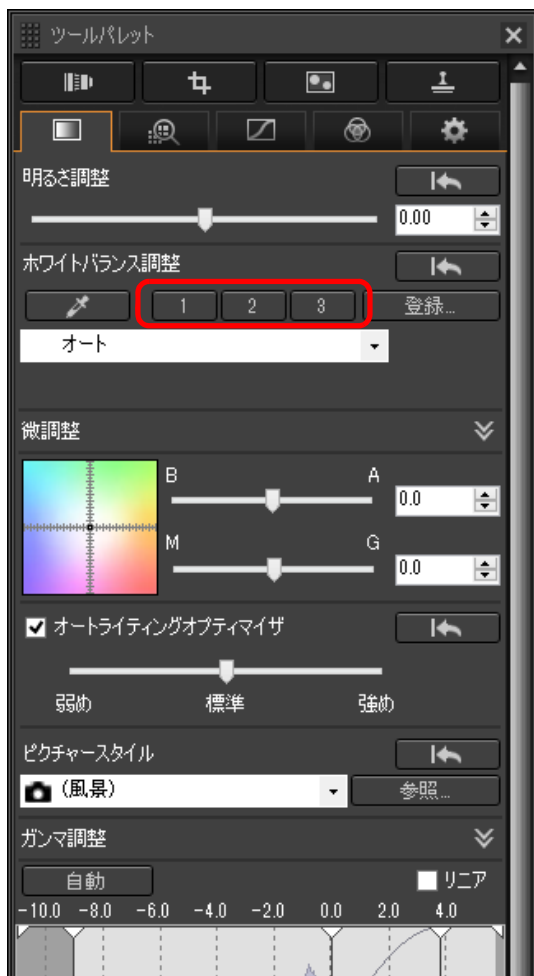 ツールパレット
明るさ調整
0.00
ホワイトバランス調整
1 2 3 登録...
オート
微調整
B A
0.0
M G
0.0
オートライティングオプティマイザ
弱め 標準 強め
ピクチャースタイル
(風景) 参照...
ガンマ調整
自動 リニア
-10.0 -8.0 -6.0 -4.0 -2.0 0.0 2.0 4.0